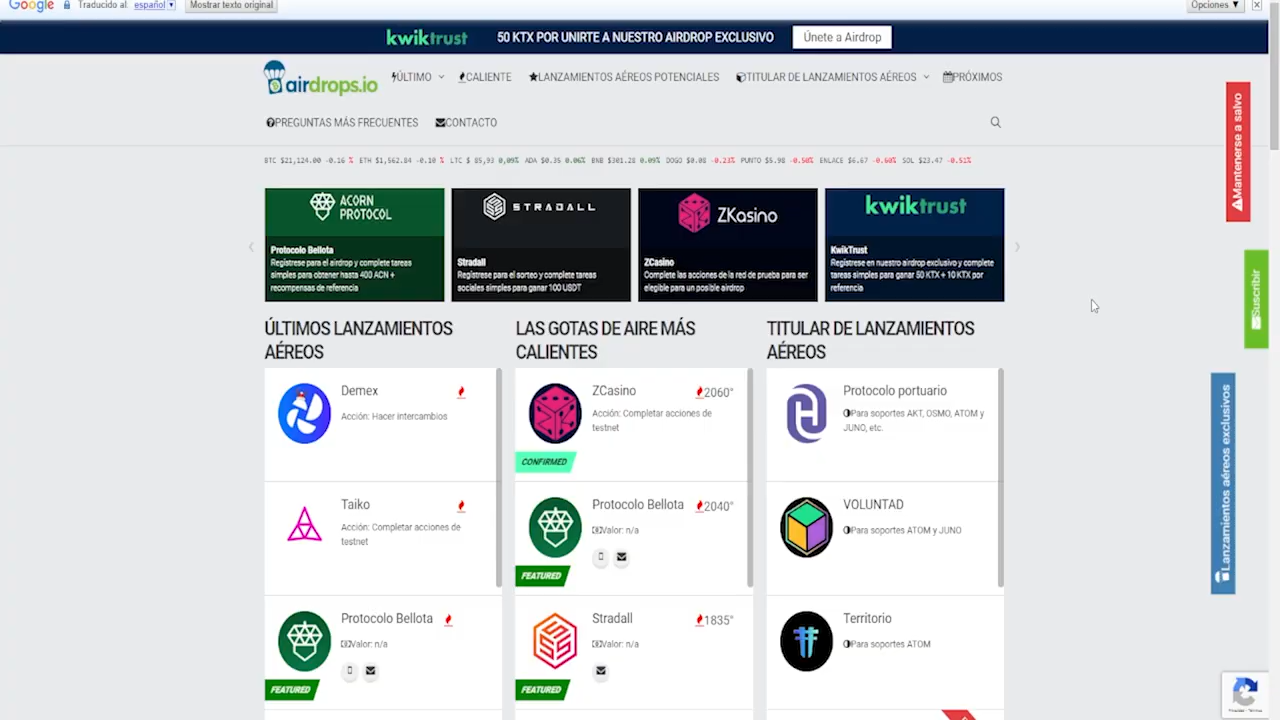 Google Traducido al: español ▾ Mostrar texto original Opciones ▼
kwiktrust 50 KTX POR UNIRTE A NUESTRO AIRDROP EXCLUSIVO Únete a Airdrop
airdrops.io ÚLTIMO CALIENTE LANZAMIENTOS AÉREOS POTENCIALES TITULAR DE LANZAMIENTOS AÉREOS PRÓXIMOS
PREGUNTAS MÁS FRECUENTES CONTACTO
BTC $21,124.00 -0.16 % ETH $1,562.84 -0.10 % LTC $ 85,93 0,09% ADA $0.35 0.06% BNB $301.28 0.09% DOGO $0.08 -0.23% PUNTO $5.98 -0.50% ENLACE $6.67 -0.60% SOL $23.47 -0.51%
ACORN
PROTOCOL
Protocolo Bellota
Regístrese para el airdrop y complete tareas
simples para obtener hasta 400 ACN +
recompensas de referencia
STRADALL
Stradall
Regístrese para el sorteo y complete tareas
sociales simples para ganar 100 USDT
ZKasino
ZCasino
Complete las acciones de la red de prueba para ser
elegible para un posible airdrop
kwiktrust
KwikTrust
Regístrese en nuestro airdrop exclusivo y complete
tareas simples para ganar 50 KTX + 10 KTX por
referencia
ÚLTIMOS LANZAMIENTOS
AÉREOS
Demex
Acción: Hacer intercambios
Taiko
Acción: Completar acciones de
testnet
Protocolo Bellota
Valor: n/a
FEATURED
LAS GOTAS DE AIRE MÁS
CALIENTES
ZCasino 2060°
Acción: Completar acciones de
testnet
CONFIRMED
Protocolo Bellota 2040°
Valor: n/a
FEATURED
Stradall 1835°
Valor: n/a
FEATURED
TITULAR DE LANZAMIENTOS
AÉREOS
Protocolo portuario
Para soportes AKT, OSMO, ATOM y
JUNO, etc.
VOLUNTAD
Para soportes ATOM y JUNO
Territorio
Para soportes ATOM
Mantenerse a salvo
Suscribir
Lanzamientos aéreos exclusivos